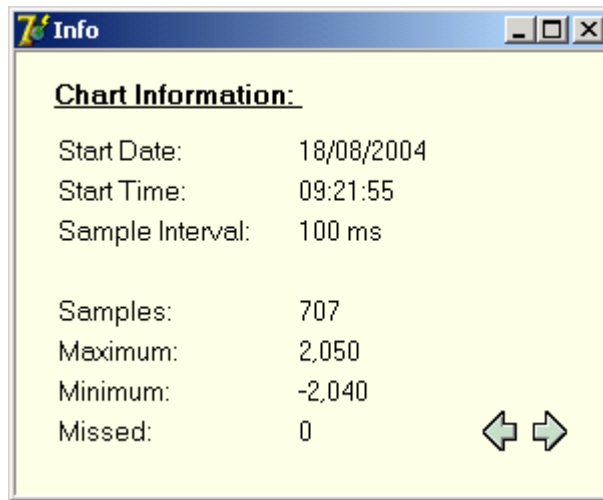 Info
Chart Information:
Start Date: 18/08/2004
Start Time: 09:21:55
Sample Interval: 100 ms
Samples: 707
Maximum: 2,050
Minimum: -2,040
Missed: 0